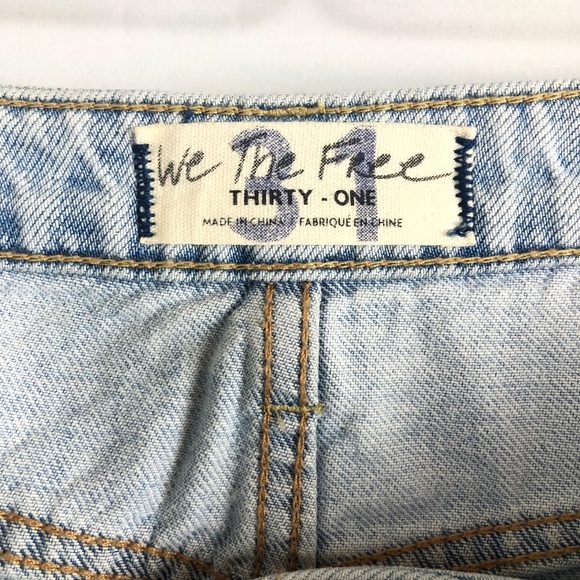 31
We The Free
THIRTY - ONE
MADE IN CHINA / FABRIQUÉ EN CHINE